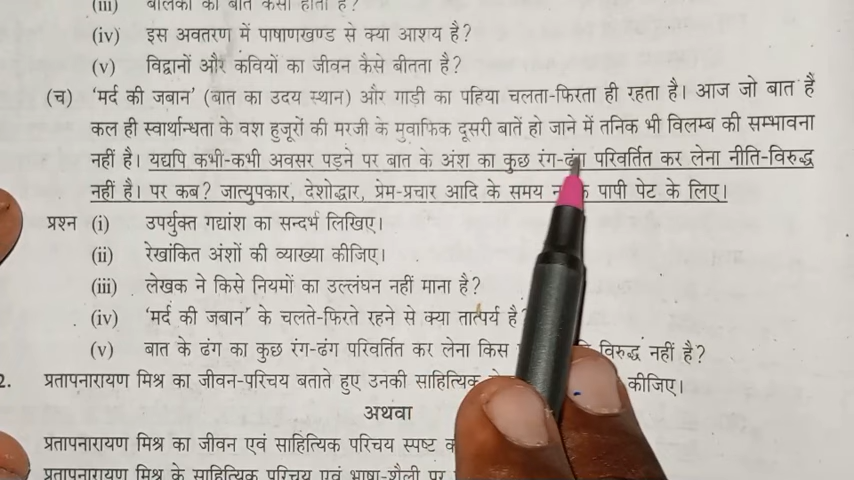 (iii) बालकों की बात कैसी होती है?
(iv) इस अवतरण में पाषाणखण्ड से क्या आशय है?
(v) विद्वानों और कवियों का जीवन कैसे बीतता है?
(च) ‘मर्द की जबान’ (बात का उदय स्थान) और गाड़ी का पहिया चलता-फिरता ही रहता है। आज जो बात है
कल ही स्वार्थान्धता के वश हुजूरों की मरजी के मुवाफिक दूसरी बातें हो जाने में तनिक भी विलम्ब की सम्भावना
नहीं है। यद्यपि कभी-कभी अवसर पड़ने पर बात के अंश का कुछ रंग-ढंग परिवर्तित कर लेना नीति-विरुद्ध
नहीं है। पर कब? जात्युपकार, देशोद्धार, प्रेम-प्रचार आदि के समय पापी पेट के लिए।
प्रश्न (i) उपर्युक्त गद्यांश का सन्दर्भ लिखिए।
(ii) रेखांकित अंशों की व्याख्या कीजिए।
(iii) लेखक ने किसे नियमों का उल्लंघन नहीं माना है?
(iv) ‘मर्द की जबान’ के चलते-फिरते रहने से क्या तात्पर्य है?
(v) बात के ढंग का कुछ रंग-ढंग परिवर्तित कर लेना किस विरुद्ध नहीं है?
2. प्रतापनारायण मिश्र का जीवन-परिचय बताते हुए उनकी साहित्यिक कीजिए।
अथवा
प्रतापनारायण मिश्र का जीवन एवं साहित्यिक परिचय स्पष्ट
प्रतापनारायण मिश्र के साहित्यिक परिचय एवं भाषा-शैली पर